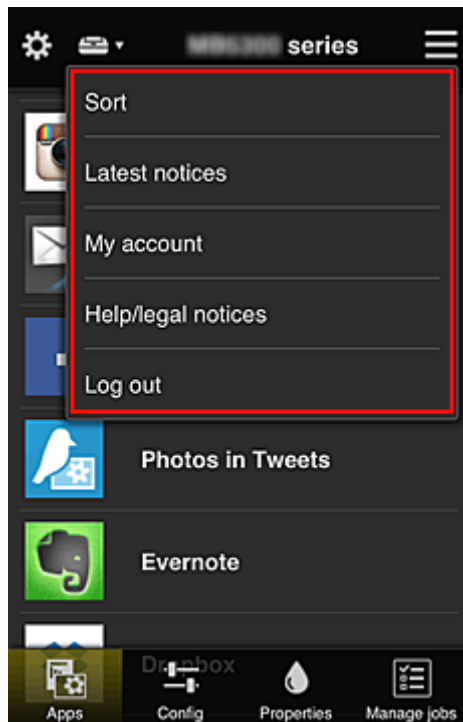 series
Sort
Latest notices
My account
Help/legal notices
Log out
Photos in Tweets
Evernote
Dropbox
Apps
Config
Properties
Manage jobs